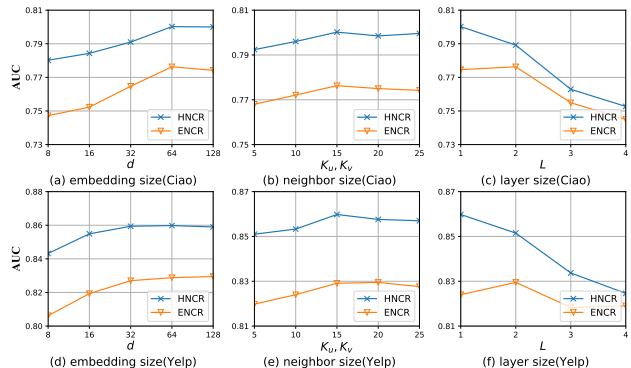 0.81
0.79
0.77
0.75
0.73
AUC
8 16 32 64 128
d
HNCR
ENCR
(a) embedding size(Ciao)
0.83
0.81
0.79
0.77
0.75
5 10 15 20 25
Kᵤ, Kᵥ
HNCR
ENCR
(b) neighbor size(Ciao)
0.81
0.79
0.77
0.75
0.73
1 2 3 4
L
HNCR
ENCR
(c) layer size(Ciao)
0.88
0.86
0.84
0.82
0.80
AUC
8 16 32 64 128
d
HNCR
ENCR
(d) embedding size(Yelp)
0.87
0.85
0.83
0.81
5 10 15 20 25
Kᵤ, Kᵥ
HNCR
ENCR
(e) neighbor size(Yelp)
0.87
0.85
0.83
0.81
1 2 3 4
L
HNCR
ENCR
(f) layer size(Yelp)